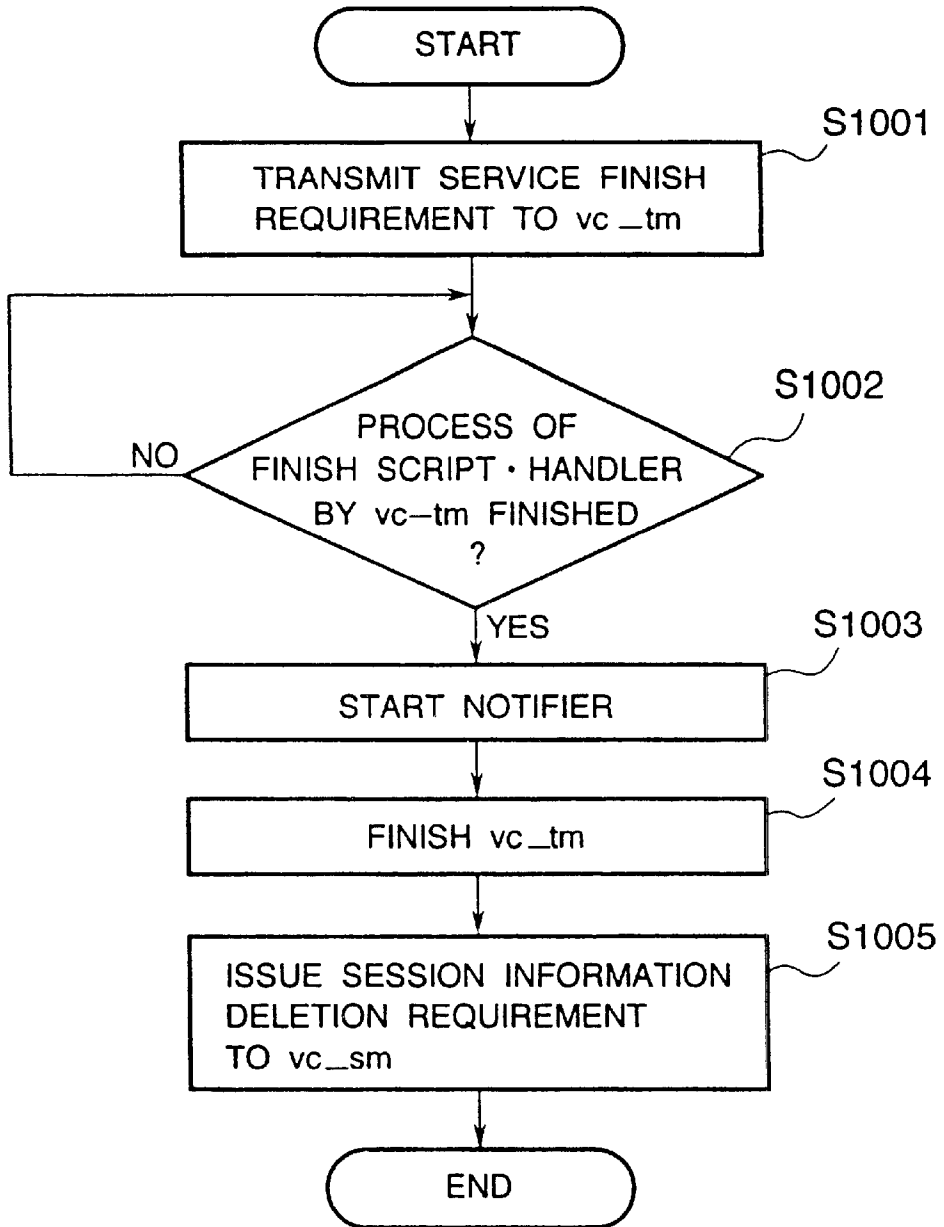 START
S1001
TRANSMIT SERVICE FINISH
REQUIREMENT TO vc_tm
S1002
PROCESS OF
FINISH SCRIPT・HANDLER
BY vc-tm FINISHED
?
NO
YES
S1003
START NOTIFIER
S1004
FINISH vc_tm
S1005
ISSUE SESSION INFORMATION
DELETION REQUIREMENT
TO vc_sm
END